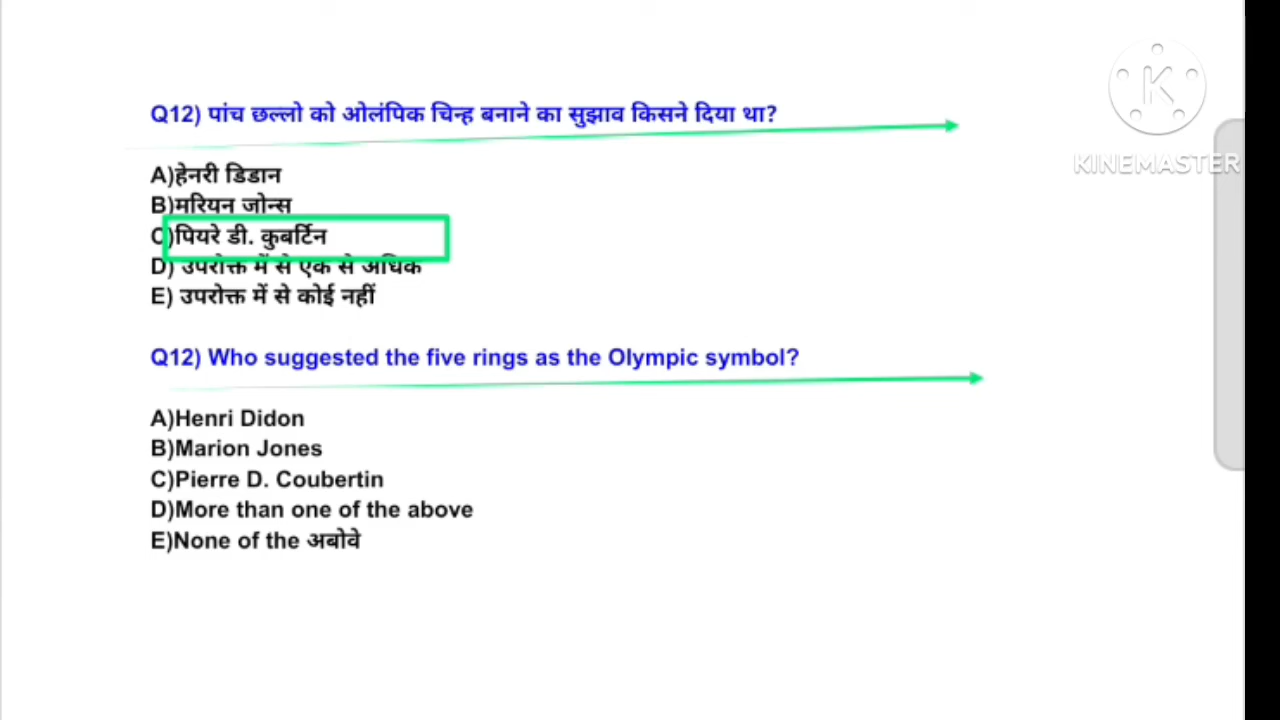 Q12) पांच छल्लो को ओलंपिक चिन्ह बनाने का सुझाव किसने दिया था?
KINEMASTER
A)हेनरी डिडान
B)मरियन जोन्स
C)पियरे डी. कुबर्टिन
D) उपरोक्त में से एक से अधिक
E) उपरोक्त में से कोई नहीं
Q12) Who suggested the five rings as the Olympic symbol?
A)Henri Didon
B)Marion Jones
C)Pierre D. Coubertin
D)More than one of the above
E)None of the अबोवे